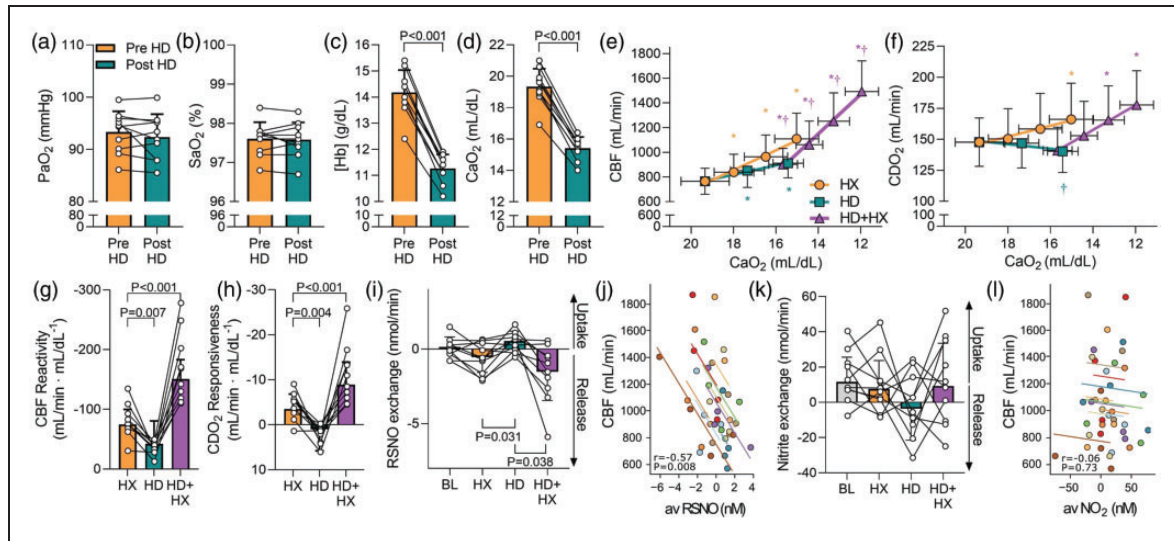 (a)
110
100
90
80
0
PaO2 (mmHg)
Pre HD
Post HD
Pre HD
Post HD
(b)
100
99
98
97
96
96
0
SaO2 (%)
Pre HD
Post HD
(c)
P<0.001
16
15
14
13
12
11
10
10
0
[Hb] (g/dL)
Pre HD
Post HD
(d)
P<0.001
22
20
18
16
14
12
0
CaO2 (mL/dL)
Pre HD
Post HD
(e)
1800
1600
1400
1200
1000
800
600
600
0
CBF (mL/min)
*
*
*
*
*
*†
*†
*†
*†
HX
HD
HD+HX
20
18
16
14
12
CaO2 (mL/dL)
(f)
225
200
175
150
125
100
100
0
CDO2 (mL/min)
*
*
*
†
20
18
16
14
12
CaO2 (mL/dL)
(g)
P<0.001
P=0.007
-300
-200
-100
0
CBF Reactivity
(mL/min · mL/dL-1)
HX
HD
HD+
HX
(h)
P<0.001
P=0.004
-30
-20
-10
0
10
CDO2 Responsiveness
(mL/min · mL/dL-1)
HX
HD
HD+
HX
(i)
0
RSNO exchange (nmol/min)
P=0.031
P=0.038
Uptake
Release
BL
HX
HD
HD+
HX
(j)
1800
1600
1400
1200
1000
800
600
CBF (mL/min)
r=-0.57
P=0.008
-6
-4
-2
0
2
4
av RSNO (nM)
(k)
60
40
20
0
-20
-40
Nitrite exchange (nmol/min)
Uptake
Release
BL
HX
HD
HD+
HX
(l)
1800
1600
1400
1200
1000
800
600
CBF (mL/min)
r=-0.06
P=0.73
-50
0
50
av NO2 (nM)